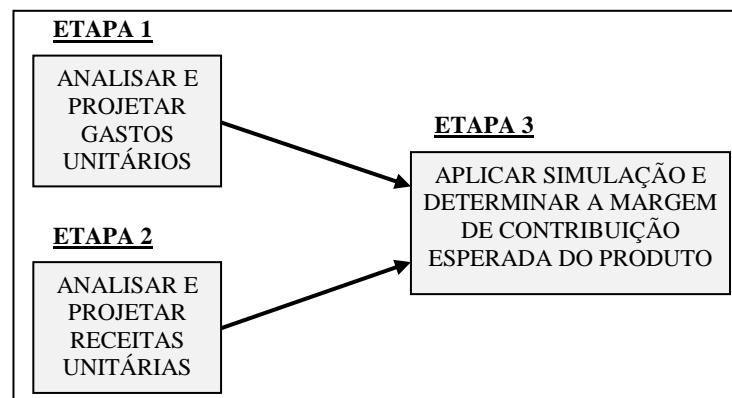 ETAPA 1
ANALISAR E
PROJETAR
GASTOS
UNITÁRIOS
ETAPA 2
ANALISAR E
PROJETAR
RECEITAS
UNITÁRIAS
ETAPA 3
APLICAR SIMULAÇÃO E
DETERMINAR A MARGEM
DE CONTRIBUIÇÃO
ESPERADA DO PRODUTO